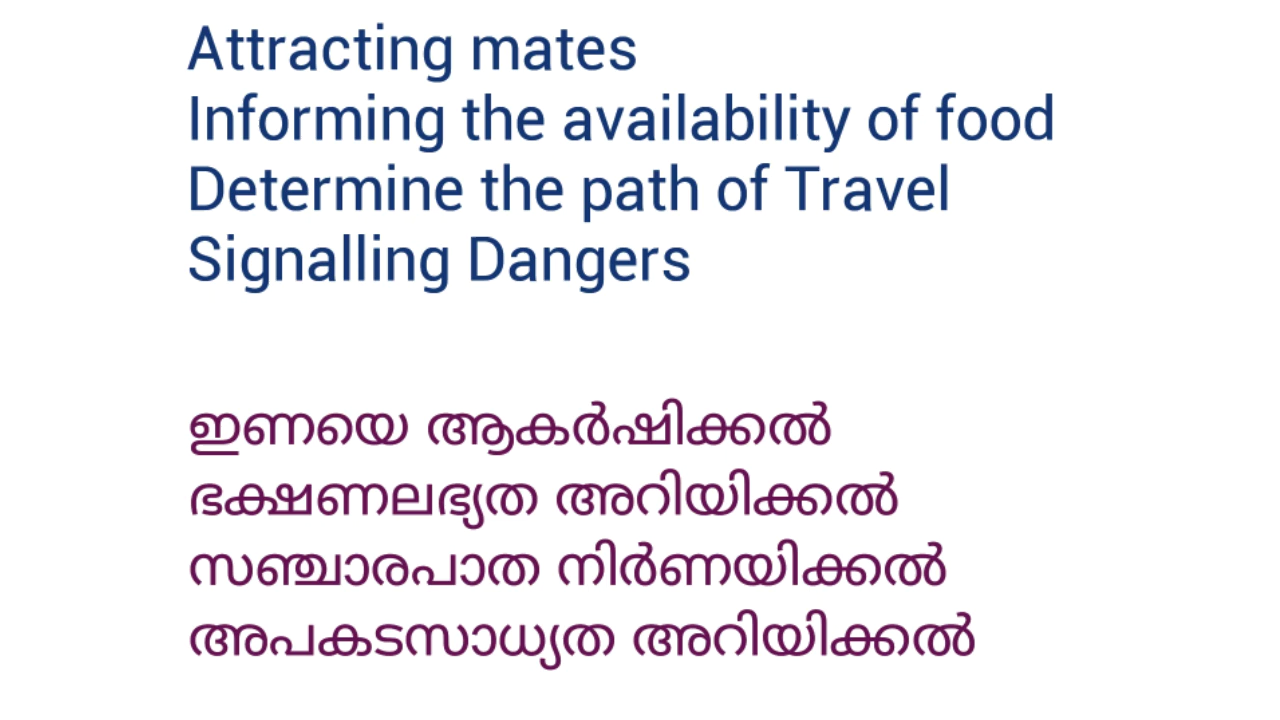 Attracting mates
Informing the availability of food
Determine the path of Travel
Signalling Dangers
ഇണയെ ആകർഷിക്കൽ
ഭക്ഷണലഭ്യത അറിയിക്കൽ
സഞ്ചാരപാത നിർണയിക്കൽ
അപകടസാധ്യത അറിയിക്കൽ